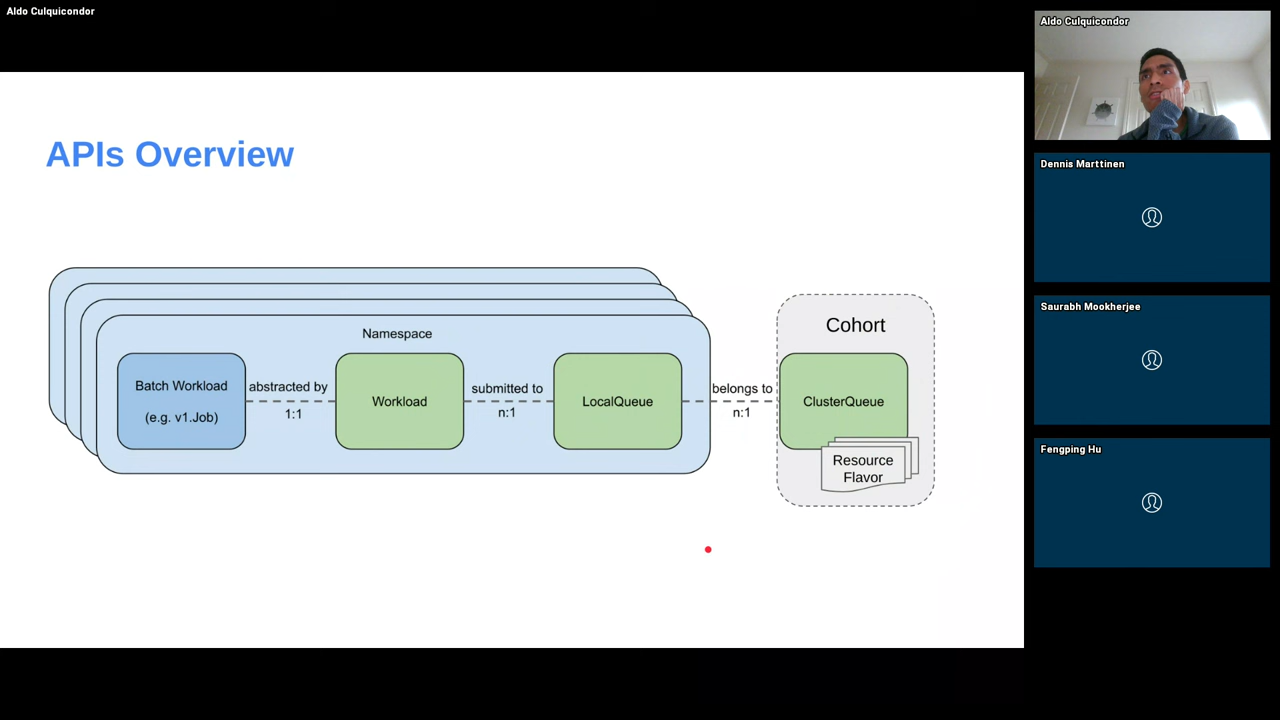 Aldo Culquicondor
APIs Overview
Namespace
Batch Workload
(e.g. v1.Job)
abstracted by
1:1
Workload
submitted to
n:1
LocalQueue
belongs to
n:1
Cohort
ClusterQueue
Resource
Flavor
Aldo Culquicondor
Dennis Marttinen
Saurabh Mookherjee
Fengping Hu